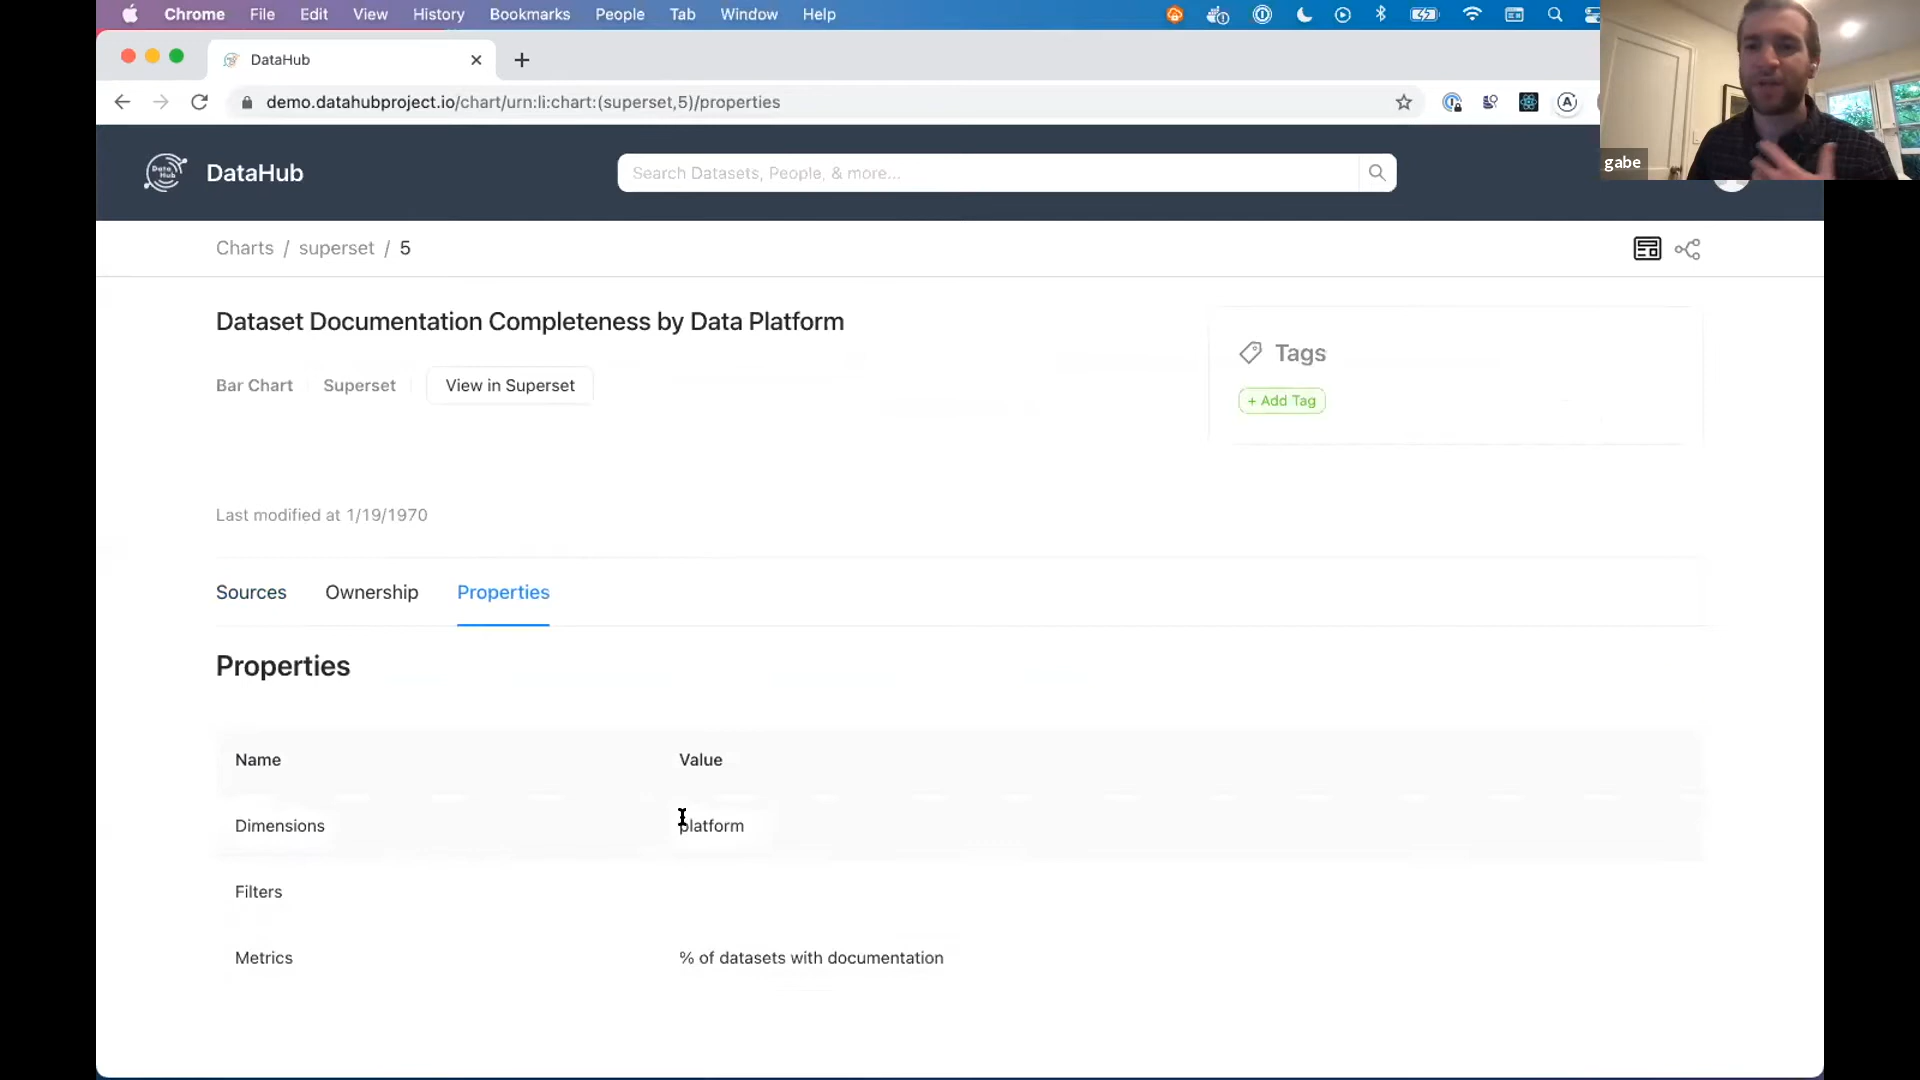 Chrome File Edit View History Bookmarks People Tab Window Help
DataHub
demo.datahubproject.io/chart/urn:li:chart:(superset,5)/properties
gabe
DataHub
Search Datasets, People, & more...
Charts / superset / 5
Dataset Documentation Completeness by Data Platform
Tags
Bar Chart Superset View in Superset
+ Add Tag
Last modified at 1/19/1970
Sources Ownership Properties
Properties
Name Value
Dimensions platform
Filters
Metrics % of datasets with documentation